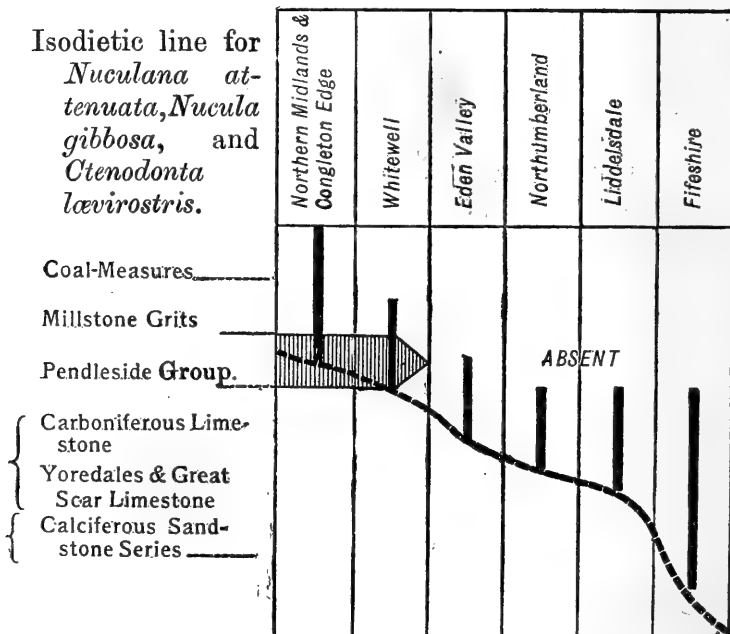 Isodietic line for
Nuculana at-
tenuata, Nucula
gibbosa, and
Ctenodonta
lævirostris.
Northern Midlands &
Congleton Edge
Whitewell
Eden Valley
Northumberland
Liddelsdale
Fifeshire
Coal-Measures
Millstone Grits
Pendleside Group.
ABSENT
Carboniferous Lime-
stone
Yoredales & Great
Scar Limestone
Calciferous Sand-
stone Series